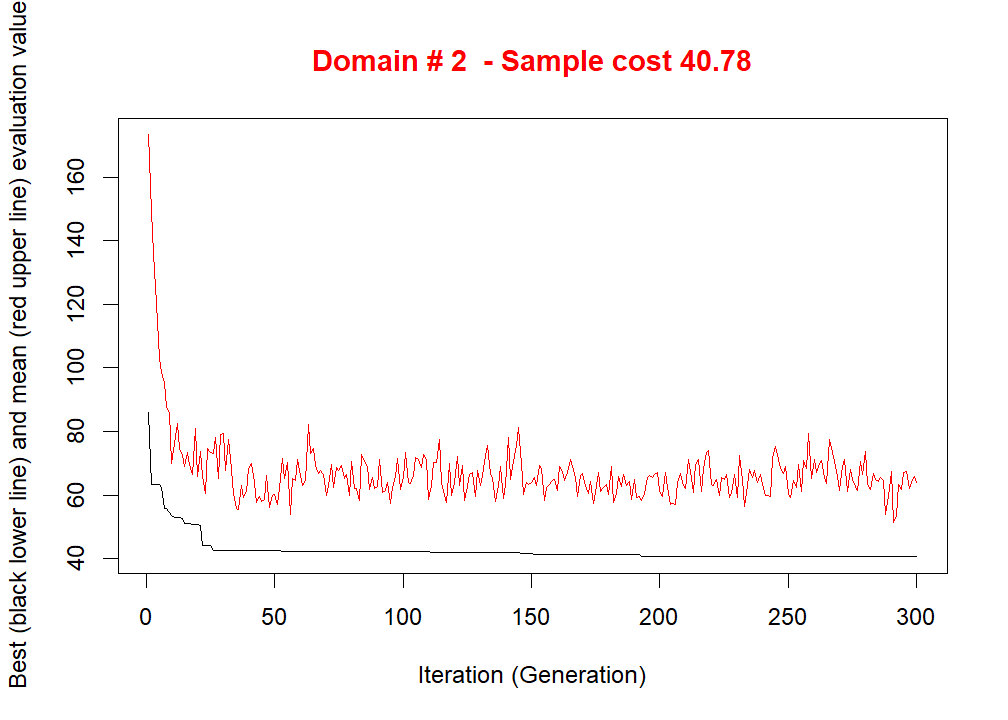 Domain # 2  - Sample cost 40.78
Best (black lower line) and mean (red upper line) evaluation value
160
140
120
100
80
60
40
0 50 100 150 200 250 300
Iteration (Generation)